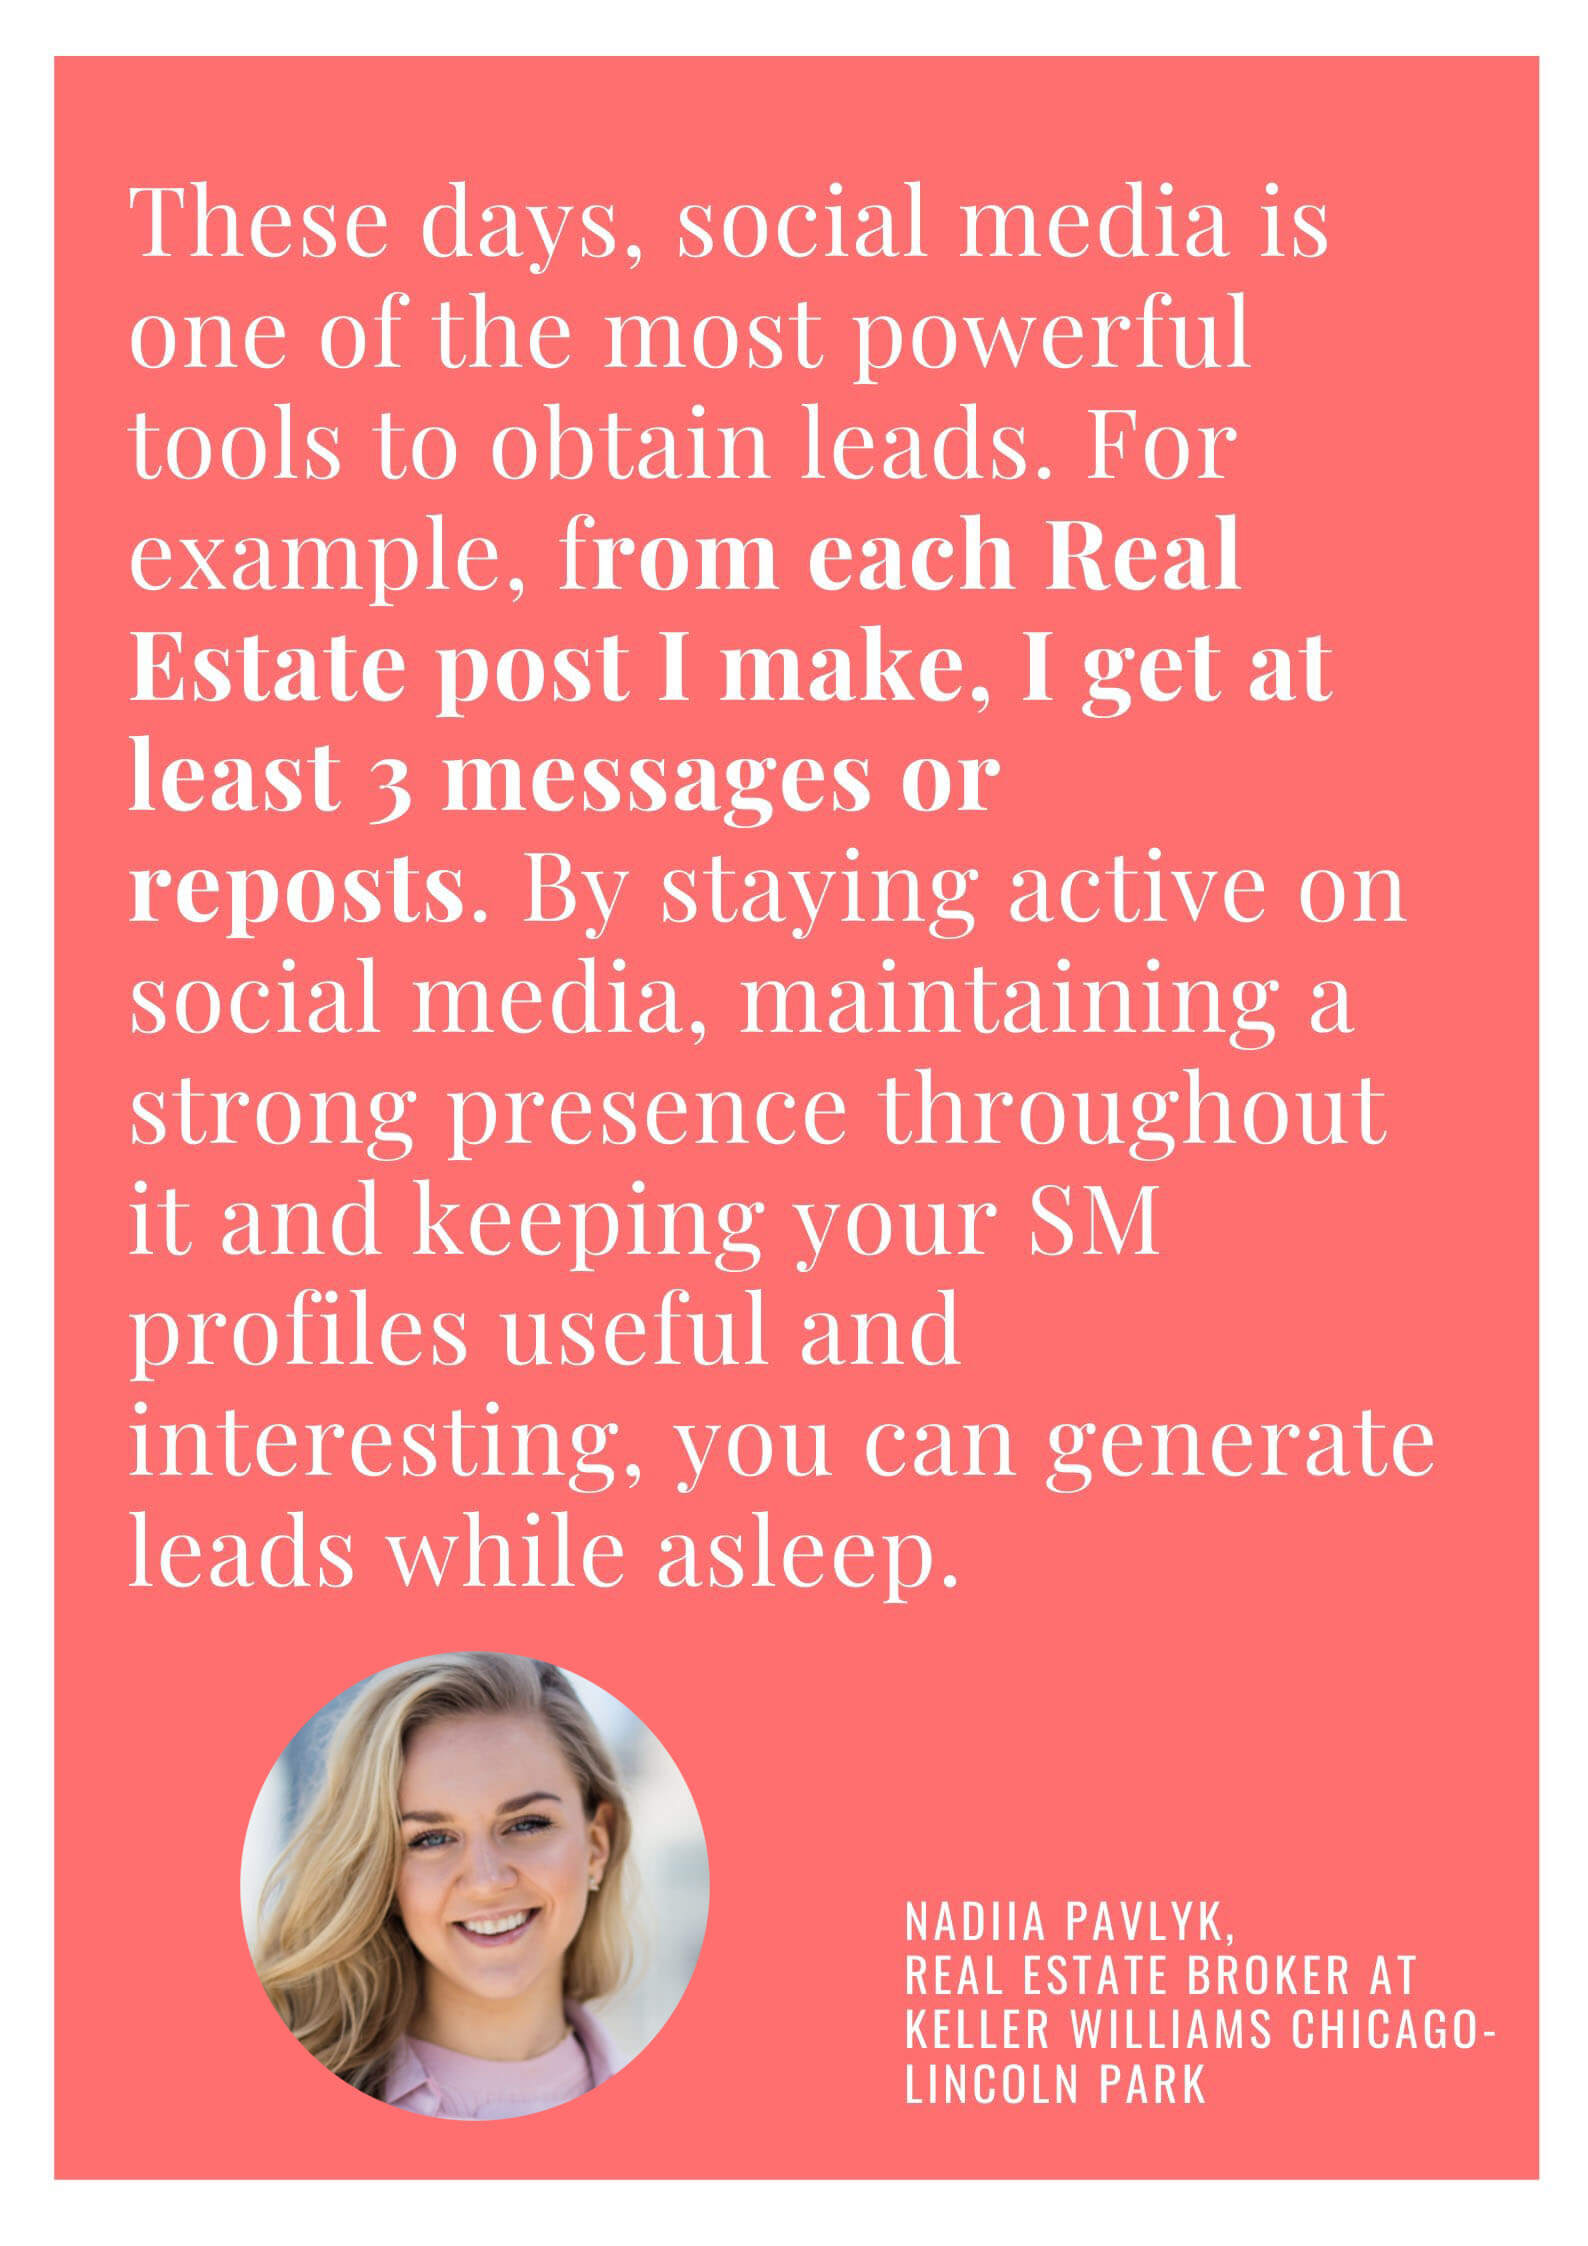 These days, social media is
one of the most powerful
tools to obtain leads. For
example, from each Real
Estate post I make, I get at
least 3 messages or
reposts. By staying active on
social media, maintaining a
strong presence throughout
it and keeping your SM
profiles useful and
interesting, you can generate
leads while asleep.
NADIIA PAVLYK,
REAL ESTATE BROKER AT
KELLER WILLIAMS CHICAGO-
LINCOLN PARK